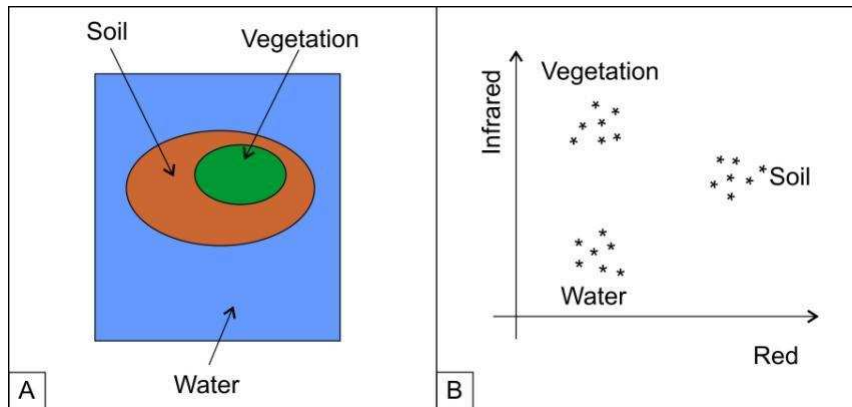 Soil
Vegetation
Water
A
Vegetation
Infrared
Soil
Water
Red
B